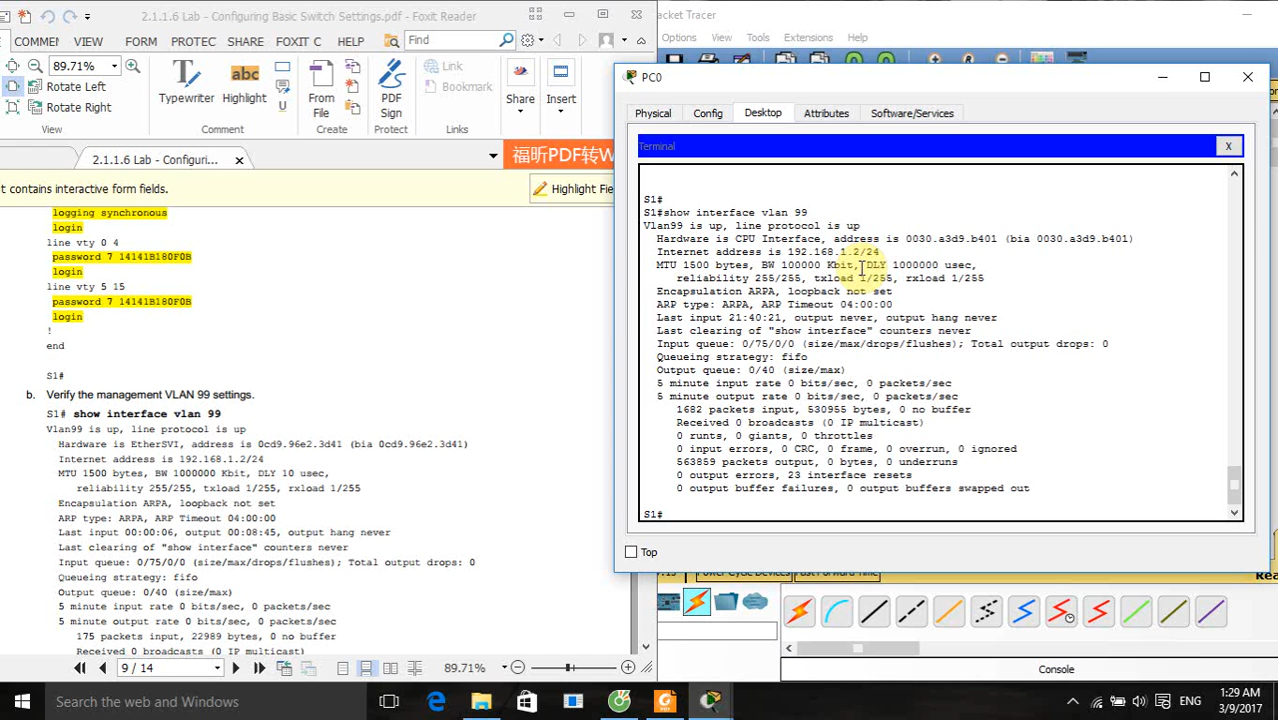 2.1.1.6 Lab - Configuring Basic Switch Settings.pdf - Foxit Reader
COMMEN VIEW FORM PROTEC SHARE FOXIT C HELP Find
89.71%
Rotate Left
Rotate Right
View
Typewriter Highlight
Comment
From File
Create
PDF Sign
Protect
Link
Bookmark
Links
Share
Insert
2.1.1.6 Lab - Configuri...
福昕PDF转W
t contains interactive form fields.
Highlight Fie
logging synchronous
login
line vty 0 4
password 7 14141B180F0B
login
line vty 5 15
password 7 14141B180F0B
login
!
end
S1#
b. Verify the management VLAN 99 settings.
S1# show interface vlan 99
Vlan99 is up, line protocol is up
Hardware is EtherSVI, address is 0cd9.96e2.3d41 (bia 0cd9.96e2.3d41)
Internet address is 192.168.1.2/24
MTU 1500 bytes, BW 1000000 Kbit, DLY 10 usec,
reliability 255/255, txload 1/255, rxload 1/255
Encapsulation ARPA, loopback not set
ARP type: ARPA, ARP Timeout 04:00:00
Last input 00:00:06, output 00:08:45, output hang never
Last clearing of "show interface" counters never
Input queue: 0/75/0/0 (size/max/drops/flushes); Total output drops: 0
Queueing strategy: fifo
Output queue: 0/40 (size/max)
5 minute input rate 0 bits/sec, 0 packets/sec
5 minute output rate 0 bits/sec, 0 packets/sec
175 packets input, 22989 bytes, 0 no buffer
Received 0 broadcasts (0 IP multicast)
9 / 14
89.71%
acket Tracer
Options View Tools Extensions Help
PC0
Physical Config Desktop Attributes Software/Services
Terminal
X
S1#
S1#show interface vlan 99
Vlan99 is up, line protocol is up
Hardware is CPU Interface, address is 0030.a3d9.b401 (bia 0030.a3d9.b401)
Internet address is 192.168.1.2/24
MTU 1500 bytes, BW 100000 Kbit, DLY 1000000 usec,
reliability 255/255, txload 1/255, rxload 1/255
Encapsulation ARPA, loopback not set
ARP type: ARPA, ARP Timeout 04:00:00
Last input 21:40:21, output never, output hang never
Last clearing of "show interface" counters never
Input queue: 0/75/0/0 (size/max/drops/flushes); Total output drops: 0
Queueing strategy: fifo
Output queue: 0/40 (size/max)
5 minute input rate 0 bits/sec, 0 packets/sec
5 minute output rate 0 bits/sec, 0 packets/sec
1682 packets input, 530955 bytes, 0 no buffer
Received 0 broadcasts (0 IP multicast)
0 runts, 0 giants, 0 throttles
0 input errors, 0 CRC, 0 frame, 0 overrun, 0 ignored
563859 packets output, 0 bytes, 0 underruns
0 output errors, 23 interface resets
0 output buffer failures, 0 output buffers swapped out
S1#
Top
Power Cycle Devices Fast Forward Time
Rea
Console
Search the web and Windows
ENG
1:29 AM
3/9/2017